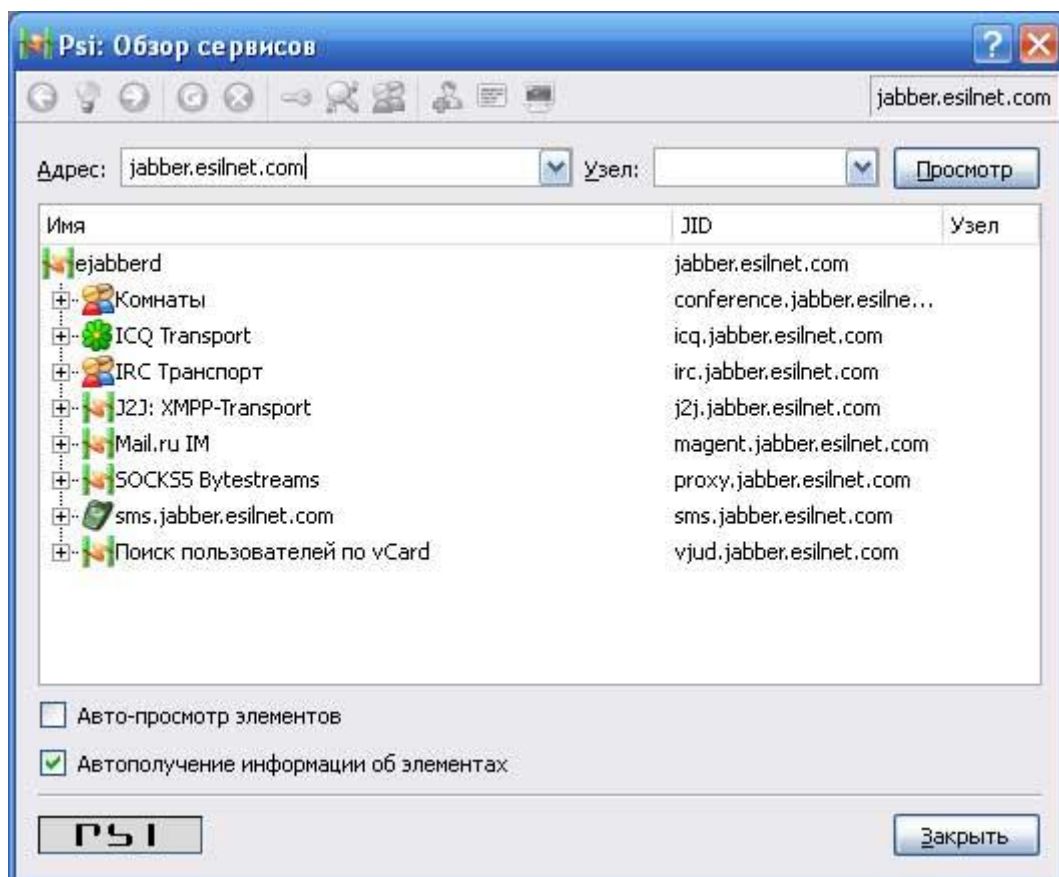 Psi: Обзор сервисов
jabber.esilnet.com
Адрес: jabber.esilnet.com Узел: Просмотр
Имя JID Узел
ejabberd jabber.esilnet.com
Комнаты conference.jabber.esilne...
ICQ Transport icq.jabber.esilnet.com
IRC Транспорт irc.jabber.esilnet.com
J2J: XMPP-Transport j2j.jabber.esilnet.com
Mail.ru IM magent.jabber.esilnet.com
SOCKS5 Bytestreams proxy.jabber.esilnet.com
sms.jabber.esilnet.com sms.jabber.esilnet.com
Поиск пользователей по vCard vjud.jabber.esilnet.com
Авто-просмотр элементов
Автополучение информации об элементах
PSI Закрыть